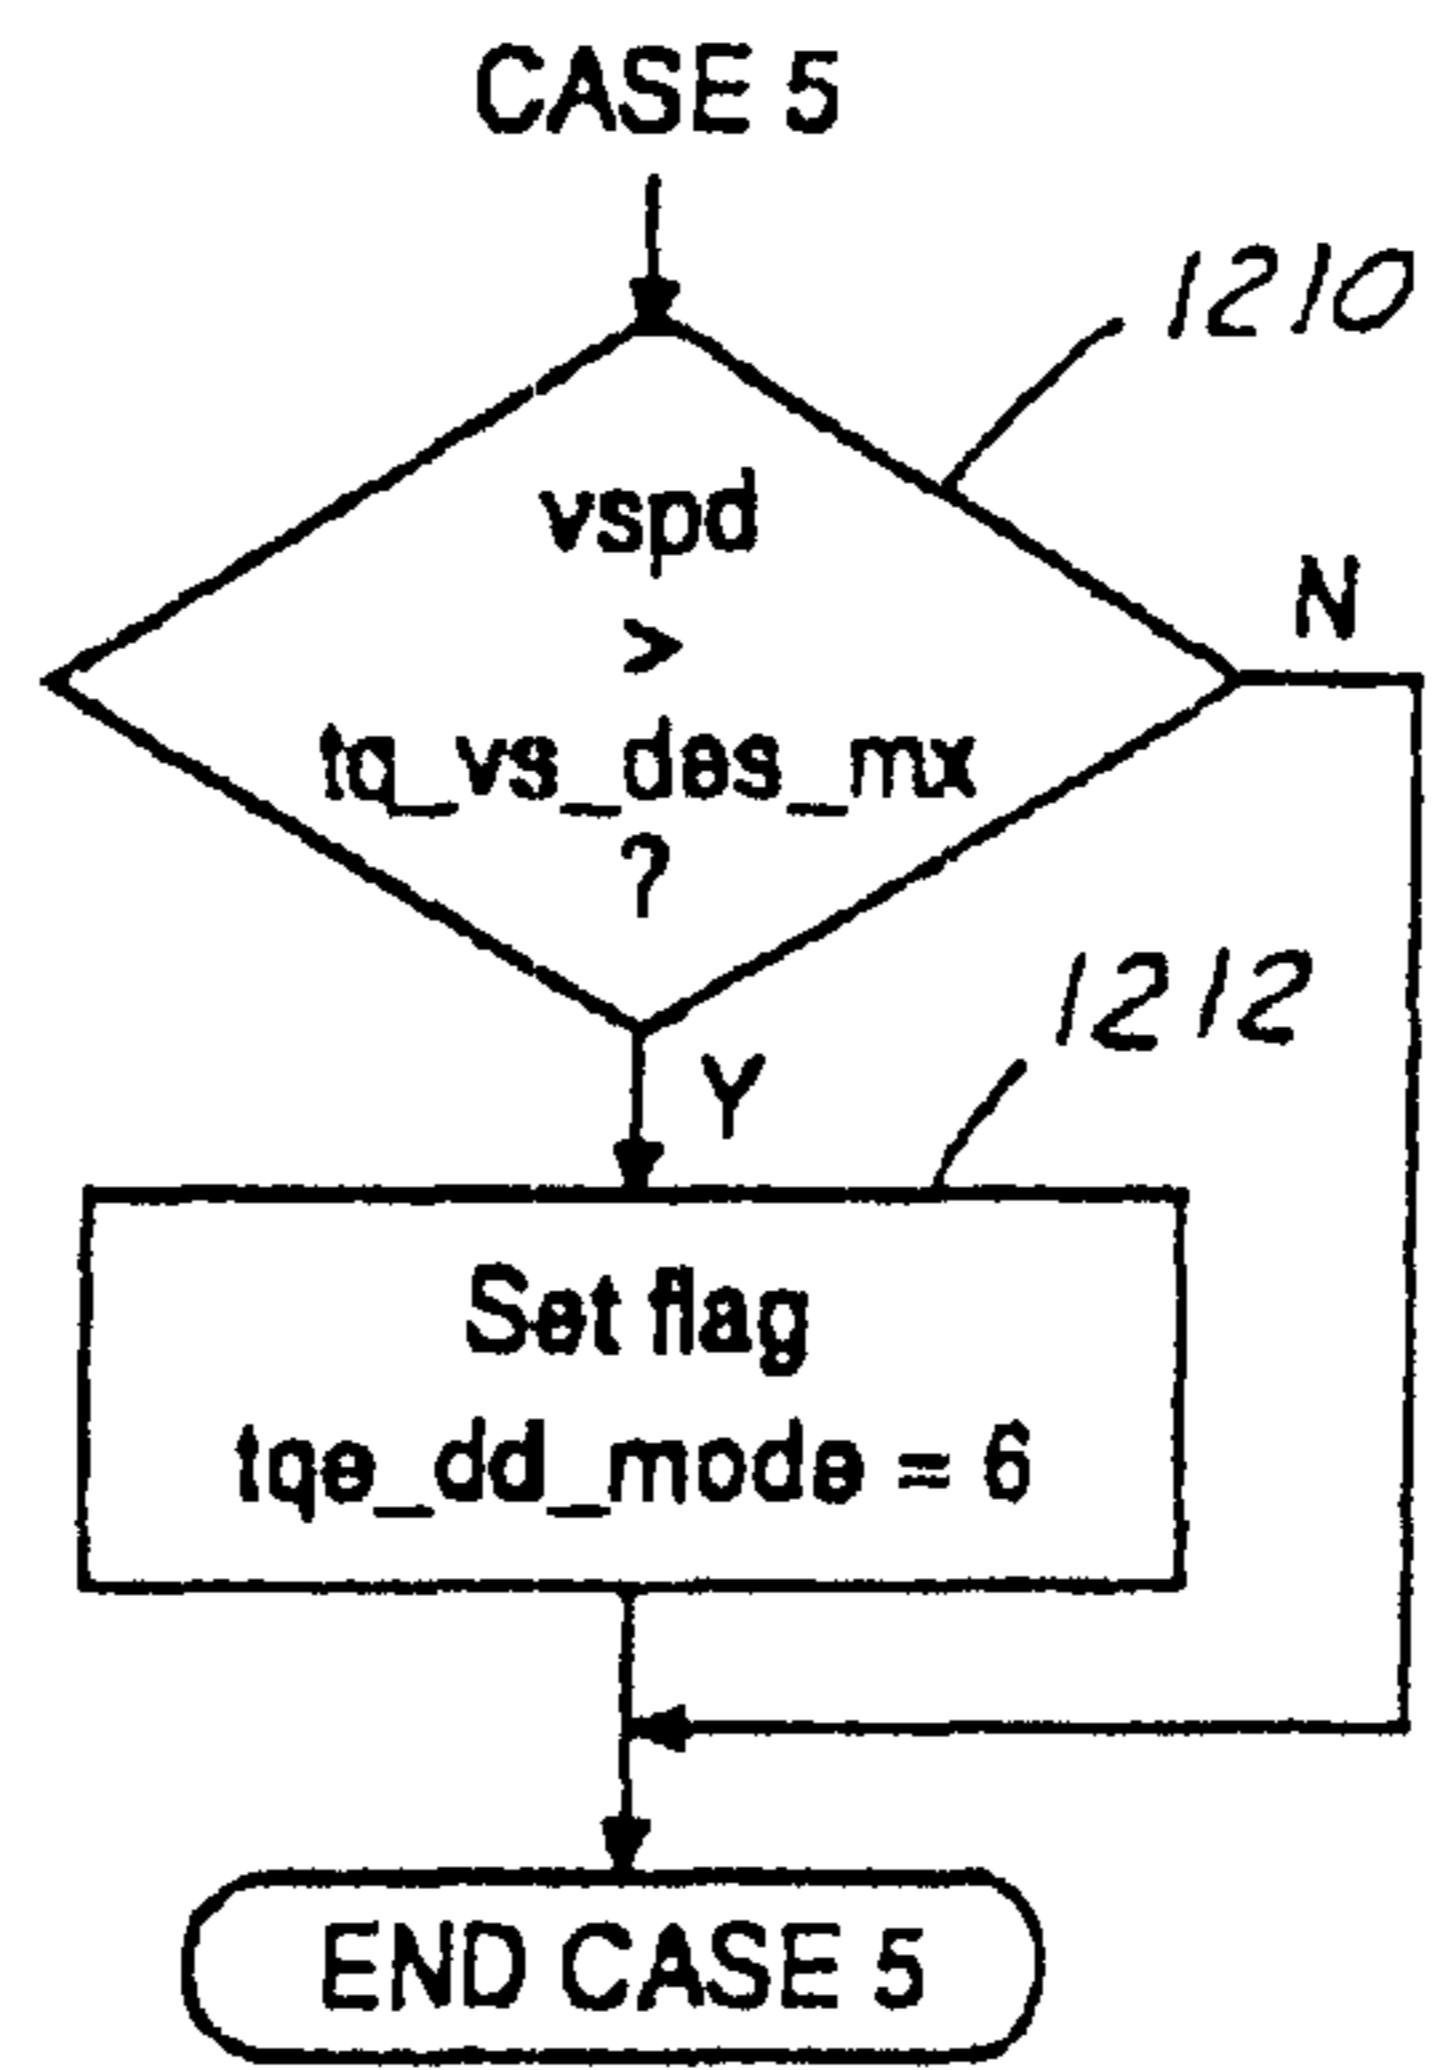 CASE 5
1210
vspd
>
tq_vs_des_mx
?
N
Y
1212
Set flag
tqe_dd_mode = 6
END CASE 5